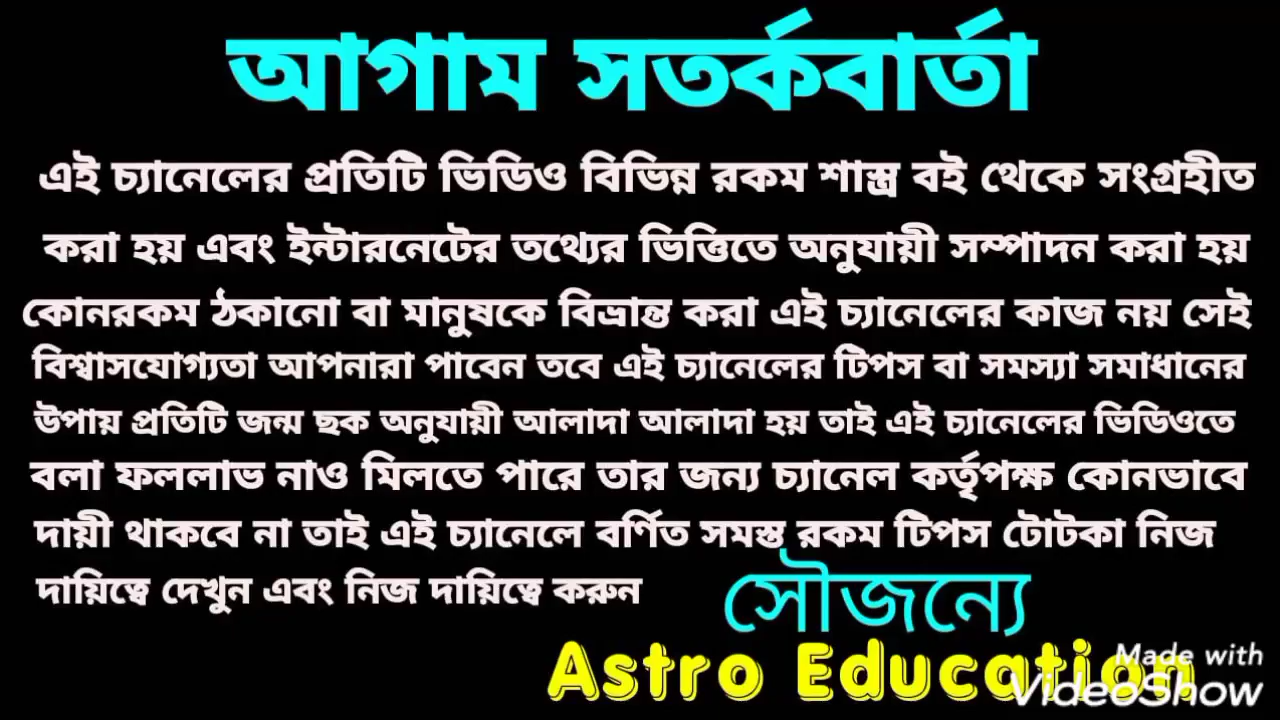 আগাম সতর্কবার্তা
এই চ্যানেলের প্রতিটি ভিডিও বিভিন্ন রকম শাস্ত্র বই থেকে সংগ্রহীত
করা হয় এবং ইন্টারনেটের তথ্যের ভিত্তিতে অনুযায়ী সম্পাদন করা হয়
কোনরকম ঠকানো বা মানুষকে বিভ্রান্ত করা এই চ্যানেলের কাজ নয় সেই
বিশ্বাসযোগ্যতা আপনারা পাবেন তবে এই চ্যানেলের টিপস বা সমস্যা সমাধানের
উপায় প্রতিটি জন্ম ছক অনুযায়ী আলাদা আলাদা হয় তাই এই চ্যানেলের ভিডিওতে
বলা ফললাভ নাও মিলতে পারে তার জন্য চ্যানেল কর্তৃপক্ষ কোনভাবে
দায়ী থাকবে না তাই এই চ্যানেলে বর্ণিত সমস্ত রকম টিপস টোটকা নিজ
দায়িত্বে দেখুন এবং নিজ দায়িত্বে করুন
সৌজন্যে
Astro Education
Made with
VideoShow